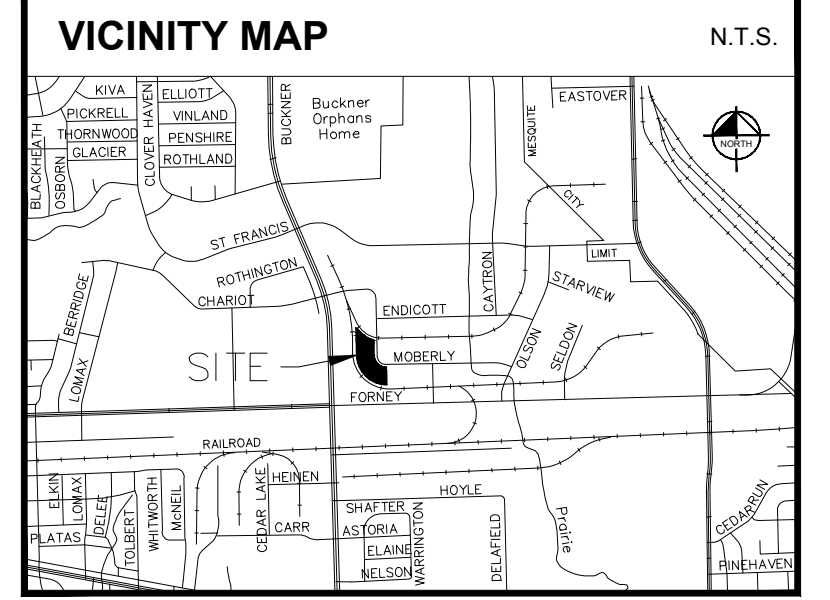 VICINITY MAP
N.T.S.
KIVA
ELLIOTT
BUCKNER
Buckner
Orphans
Home
MESQUITE
EASTOVER
PICKRELL
VINLAND
THORNWOOD
CLOVER HAVEN
PENSHIRE
BLACKHEATH
OSBORN
GLACIER
ROTHLAND
NORTH
CITY
LIMIT
ST FRANCIS
ROTHINGTON
CHARIOT
BERRIDGE
CAYTRON
STARVIEW
ENDICOTT
OLSON
SELDON
MOBERLY
SITE
LOMAX
FORNEY
RAILROAD
ELKIN
LOMAX
DELEE
TOLBERT
WHITWORTH
McNEIL
CEDAR LAKE
HEINEN
HOYLE
SHAFTER
CARR
ASTORIA
WARRINGTON
DELAFIELD
Prairie
CEDARRUN
PLATAS
ELAINE
NELSON
PINEHAVEN